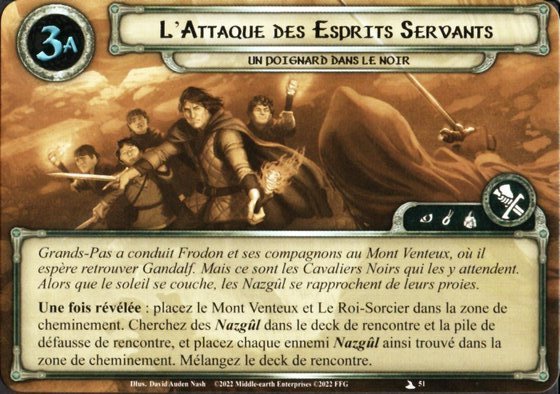 3A
L'Attaque des Esprits Servants
Un Poignard dans le Noir
Grands-Pas a conduit Frodon et ses compagnons au Mont Venteux, où il
espère retrouver Gandalf. Mais ce sont les Cavaliers Noirs qui les y attendent.
Alors que le soleil se couche, les Nazgûl se rapprochent de leurs proies.
Une fois révélée : placez le Mont Venteux et Le Roi-Sorcier dans la zone de
cheminement. Cherchez des Nazgûl dans le deck de rencontre et la pile de
défausse de rencontre, et placez chaque ennemi Nazgûl ainsi trouvé dans la
zone de cheminement. Mélangez le deck de rencontre.
Illus. David Auden Nash ©2022 Middle-earth Enterprises ©2022 FFG 51